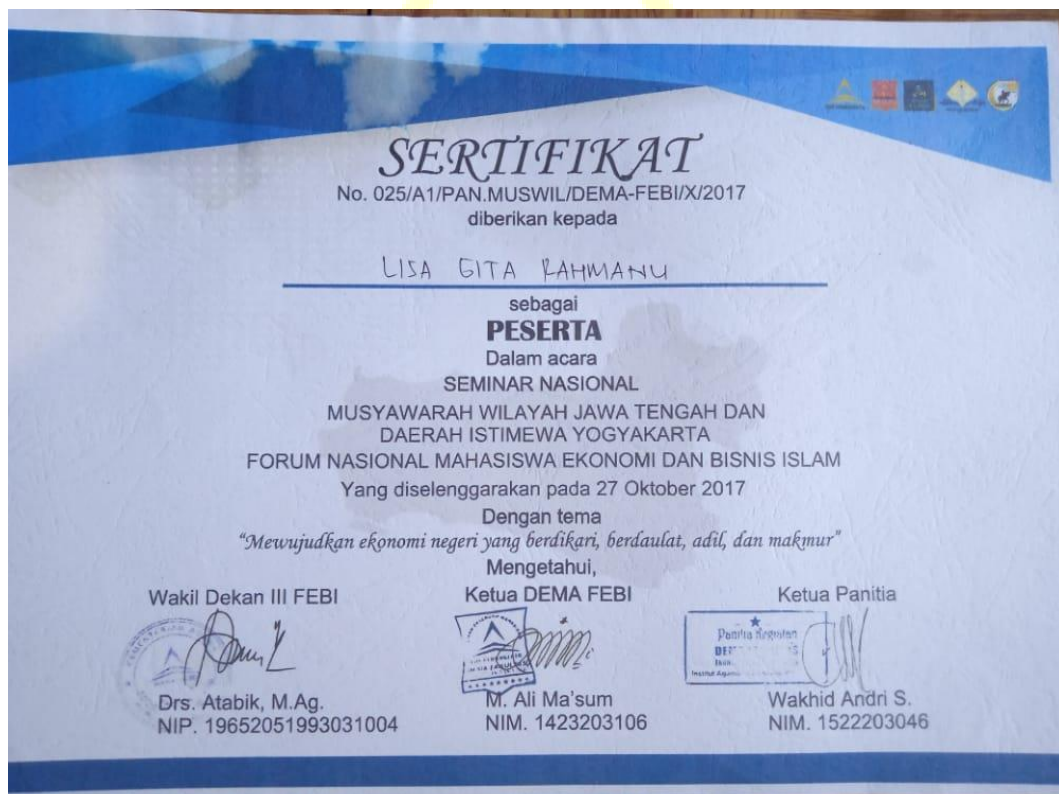 SERTIFIKAT
No. 025/A1/PAN.MUSWIL/DEMA-FEBI/X/2017
diberikan kepada
LISA GITA RAHMANU
sebagai
PESERTA
Dalam acara
SEMINAR NASIONAL
MUSYAWARAH WILAYAH JAWA TENGAH DAN
DAERAH ISTIMEWA YOGYAKARTA
FORUM NASIONAL MAHASISWA EKONOMI DAN BISNIS ISLAM
Yang diselenggarakan pada 27 Oktober 2017
Dengan tema
"Mewujudkan ekonomi negeri yang berdikari, berdaulat, adil, dan makmur"
Mengetahui,
Wakil Dekan III FEBI Ketua DEMA FEBI Ketua Panitia
Panitia Kegiatan
Drs. Atabik, M.Ag. M. Ali Ma'sum Wakhid Andri S.
NIP. 19652051993031004 NIM. 1423203106 NIM. 1522203046